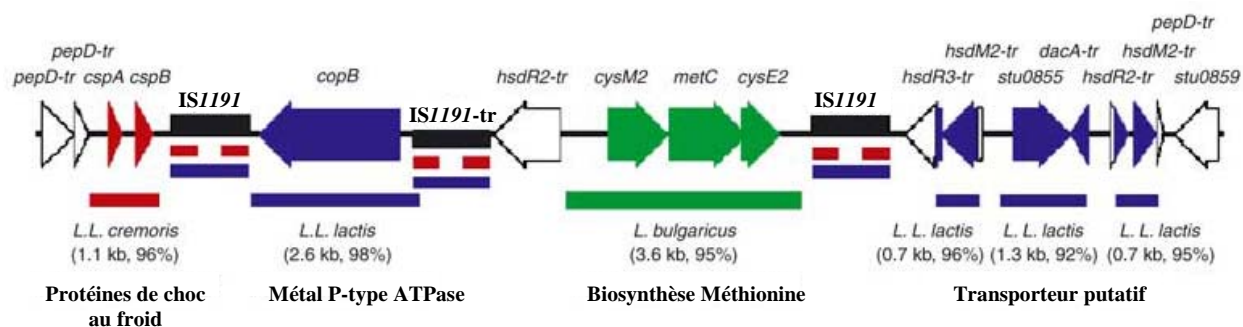 pepD-tr
pepD-tr hsdM2-tr dacA-tr hsdM2-tr
pepD-tr cspA cspB copB hsdR2-tr cysM2 metC cysE2 hsdR3-tr stu0855 hsdR2-tr stu0859
IS1191 IS1191-tr IS1191
L.L. cremoris L.L. lactis L. bulgaricus L. L. lactis L. L. lactis L. L. lactis
(1.1 kb, 96%) (2.6 kb, 98%) (3.6 kb, 95%) (0.7 kb, 96%) (1.3 kb, 92%) (0.7 kb, 95%)
Protéines de choc Métal P-type ATPase Biosynthèse Méthionine Transporteur putatif
au froid